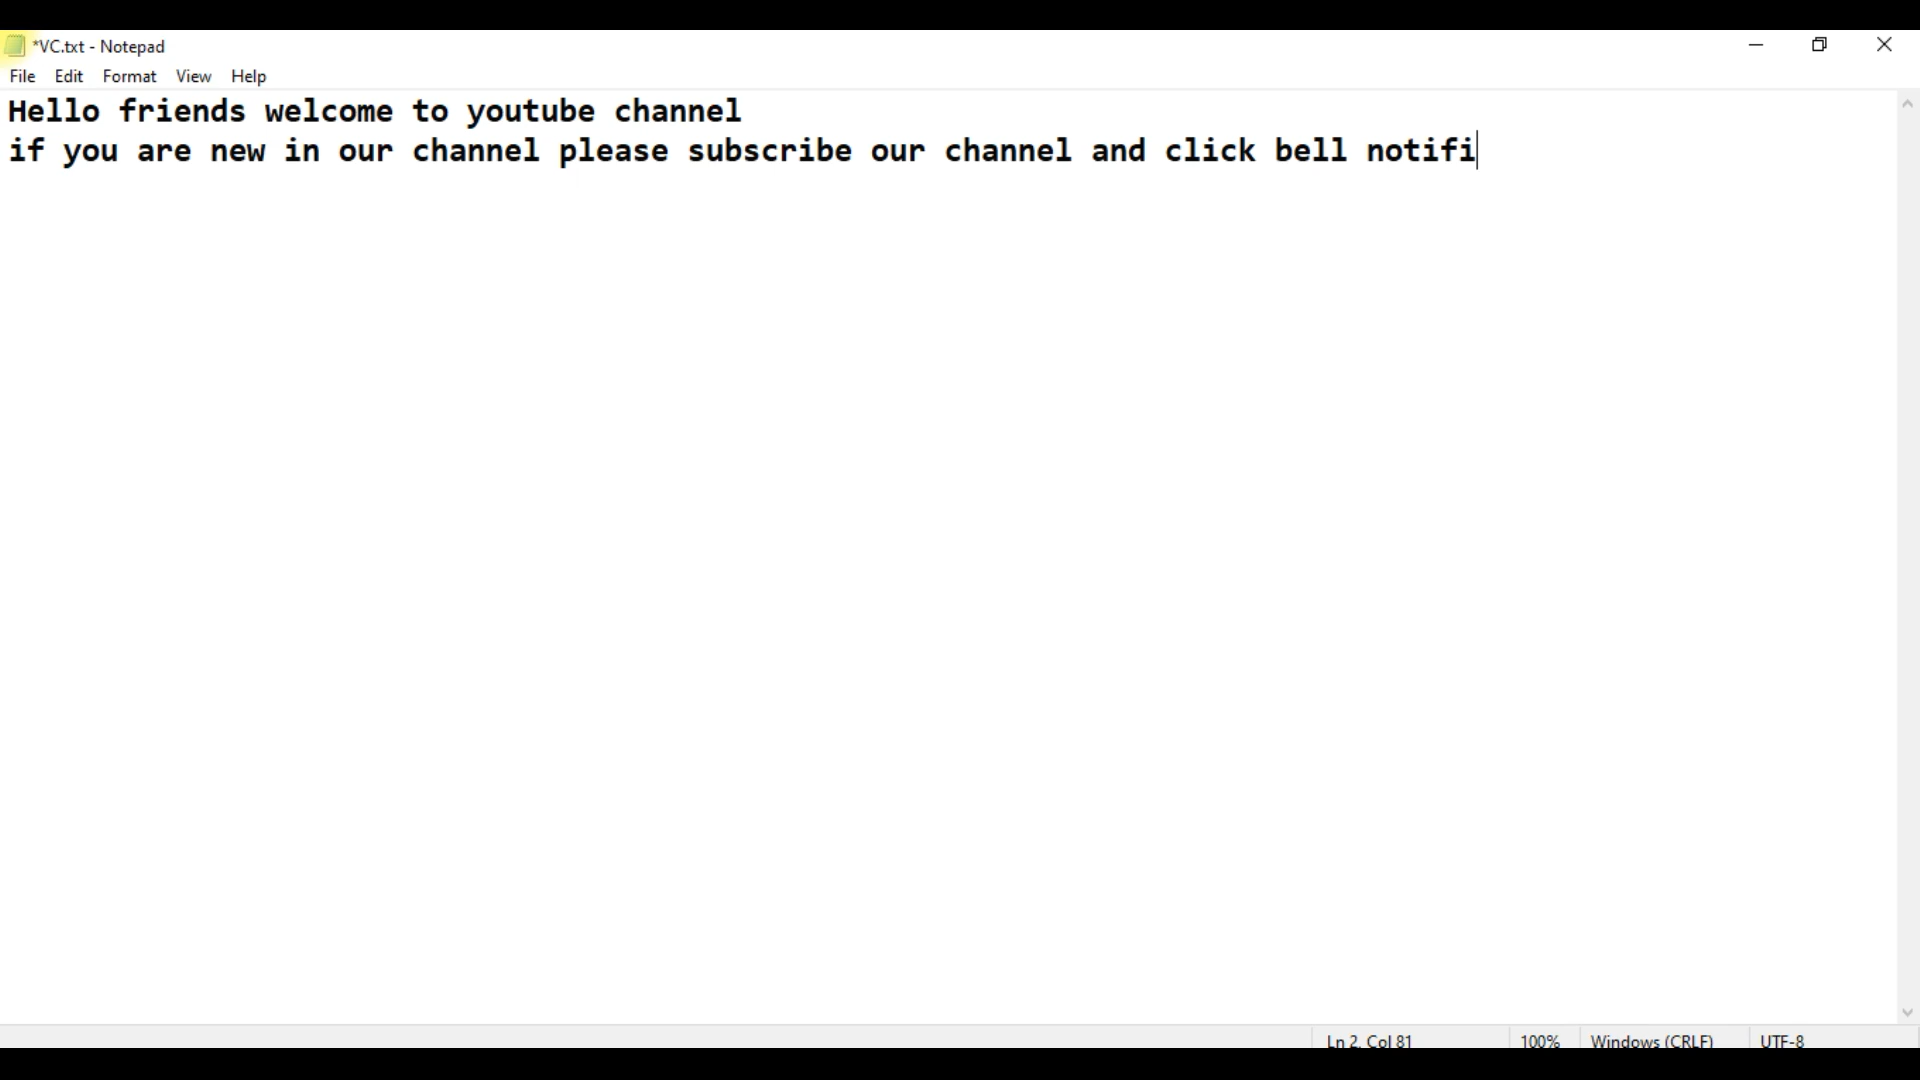 *VC.txt - Notepad
File Edit Format View Help
Hello friends welcome to youtube channel
if you are new in our channel please subscribe our channel and click bell notifi
Ln 2, Col 81 100% Windows (CRLF) UTF-8